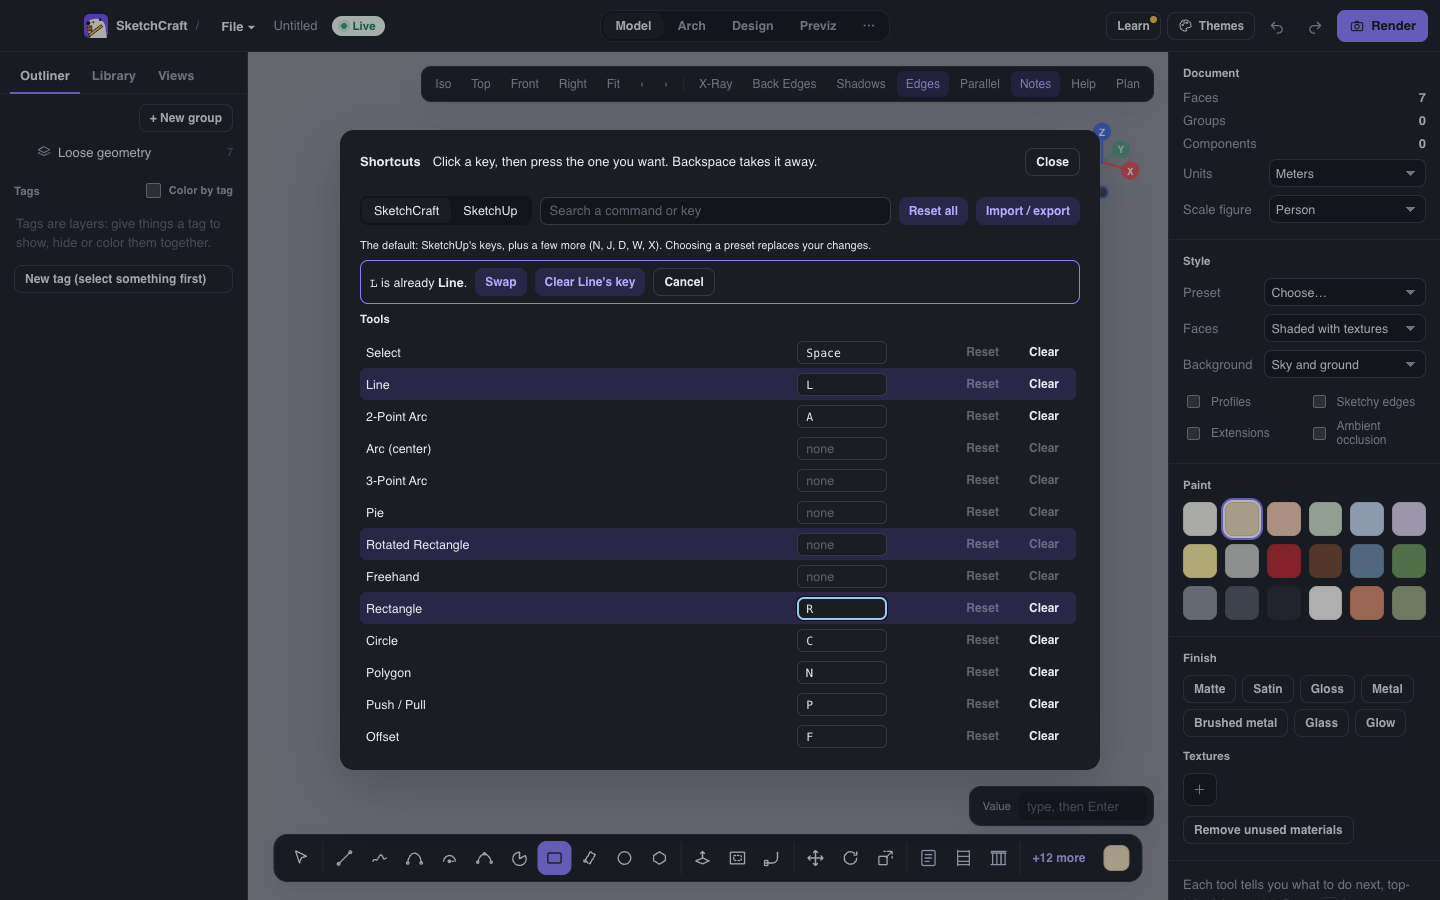 SketchCraft / File Untitled Live
Model Arch Design Previz ...
Learn Themes Render
Outliner Library Views
+ New group
Loose geometry 7
Tags Color by tag
Tags are layers: give things a tag to
show, hide or color them together.
New tag (select something first)
Iso Top Front Right Fit ‹ › X-Ray Back Edges Shadows Edges Parallel Notes Help Plan
Z
Y
X
Shortcuts Click a key, then press the one you want. Backspace takes it away. Close
SketchCraft SketchUp Search a command or key Reset all Import / export
The default: SketchUp's keys, plus a few more (N, J, D, W, X). Choosing a preset replaces your changes.
L is already Line. Swap Clear Line's key Cancel
Tools
Select Space Reset Clear
Line L Reset Clear
2-Point Arc A Reset Clear
Arc (center) none Reset Clear
3-Point Arc none Reset Clear
Pie none Reset Clear
Rotated Rectangle none Reset Clear
Freehand none Reset Clear
Rectangle R Reset Clear
Circle C Reset Clear
Polygon N Reset Clear
Push / Pull P Reset Clear
Offset F Reset Clear
Value type, then Enter
+12 more
Document
Faces 7
Groups 0
Components 0
Units Meters
Scale figure Person
Style
Preset Choose...
Faces Shaded with textures
Background Sky and ground
Profiles Sketchy edges
Extensions Ambient
occlusion
Paint
Finish
Matte Satin Gloss Metal
Brushed metal Glass Glow
Textures
+
Remove unused materials
Each tool tells you what to do next, top-